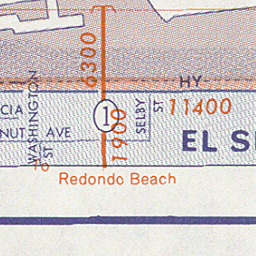 6300
HY
11400
CIA
1
1900
SELBY ST
NUT AVE
WASHINGTON ST
EL S
Redondo Beach